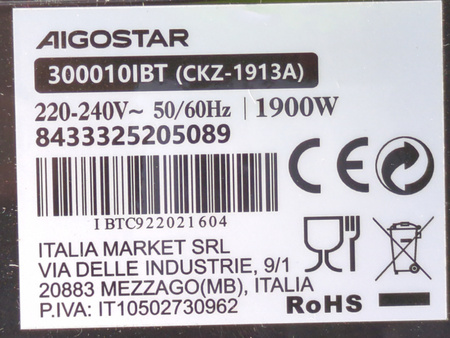 AIGOSTAR
300010IBT (CKZ-1913A)
220-240V~ 50/60Hz | 1900W
8433325205089
IBTC922021604
ITALIA MARKET SRL
VIA DELLE INDUSTRIE, 9/1
20883 MEZZAGO(MB), ITALIA
P.IVA: IT10502730962
CE
RoHS